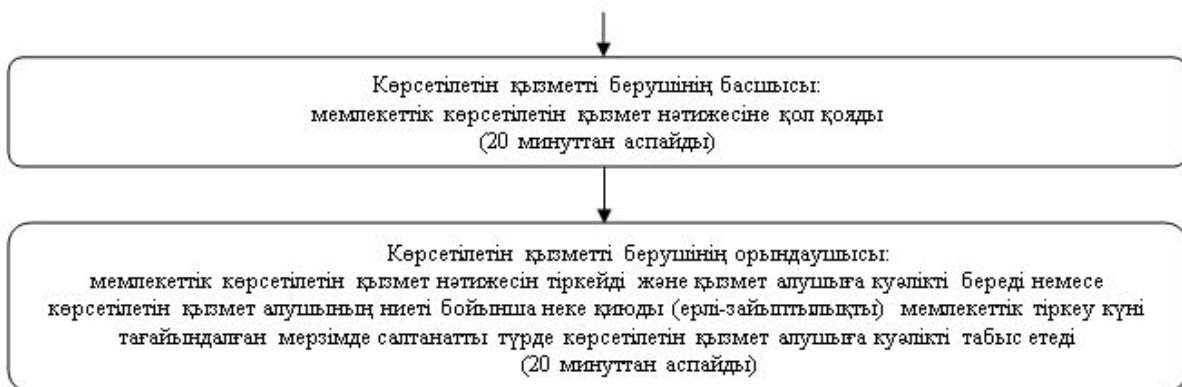 Көрсетілетін қызметті берушінің басшысы:
мемлекеттік көрсетілетін қызмет нәтижесіне қол қояды
(20 минуттан аспайды)
Көрсетілетін қызметті берушінің орындаушысы:
мемлекеттік көрсетілетін қызмет нәтижесін тіркейді және қызмет алушыға куәлікті береді немесе
көрсетілетін қызмет алушының ниеті бойынша неке қиюды (ерлі-зайыптылықты) мемлекеттік тіркеу күні
тағайындалған мерзімде салтанатты түрде көрсетілетін қызмет алушыға куәлікті табыс етеді
(20 минуттан аспайды)